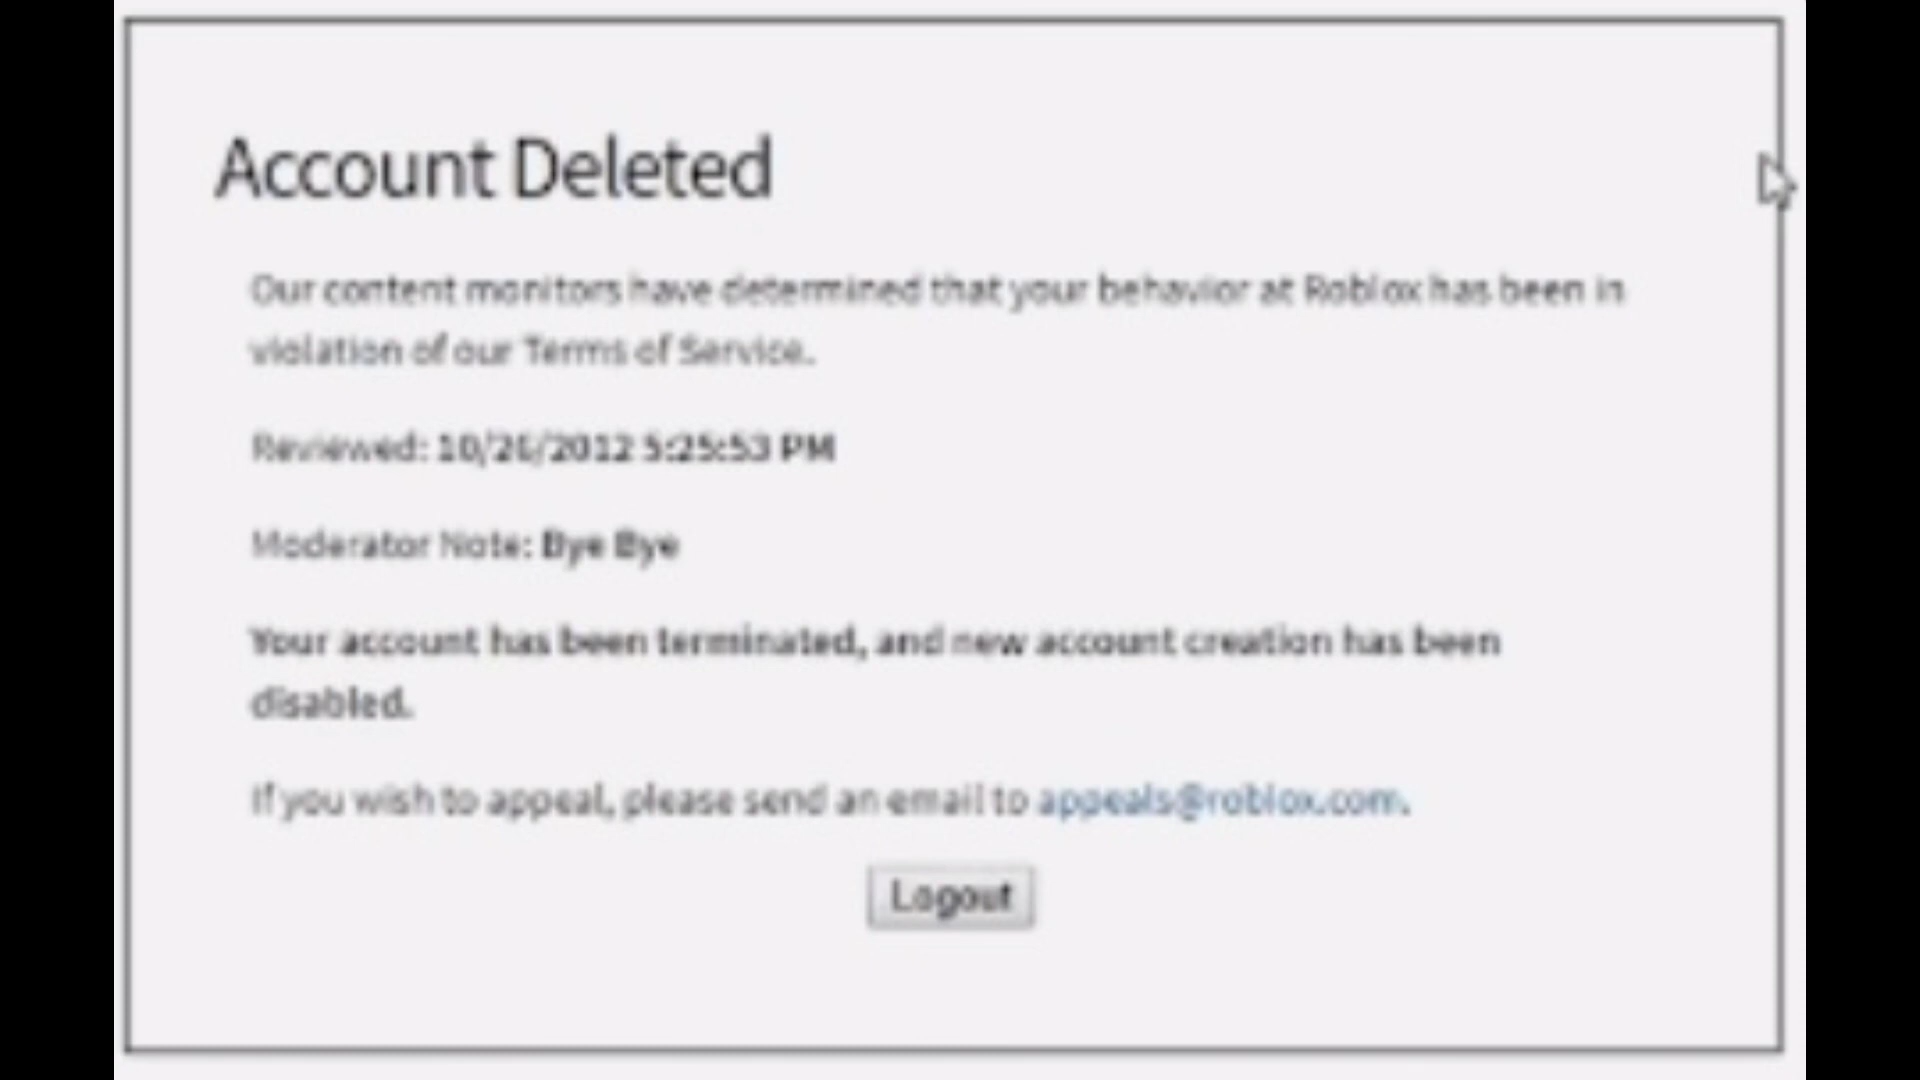 Account Deleted
Our content monitors have determined that your behavior at Roblox has been in
violation of our Terms of Service.
Reviewed: 10/26/2012 5:25:53 PM
Moderator Note: Bye Bye
Your account has been terminated, and new account creation has been
disabled.
If you wish to appeal, please send an email to appeals@roblox.com.
Logout